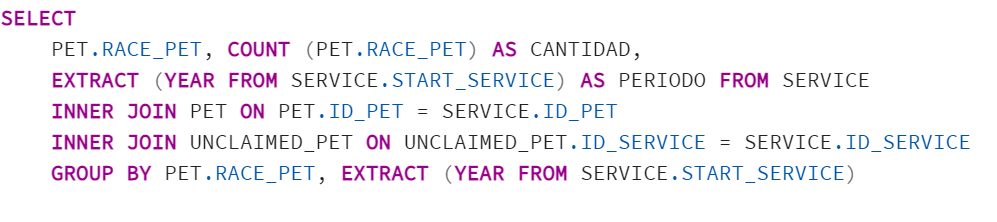 SELECT
PET.RACE_PET, COUNT (PET.RACE_PET) AS CANTIDAD,
EXTRACT (YEAR FROM SERVICE.START_SERVICE) AS PERIODO FROM SERVICE
INNER JOIN PET ON PET.ID_PET = SERVICE.ID_PET
INNER JOIN UNCLAIMED_PET ON UNCLAIMED_PET.ID_SERVICE = SERVICE.ID_SERVICE
GROUP BY PET.RACE_PET, EXTRACT (YEAR FROM SERVICE.START_SERVICE)